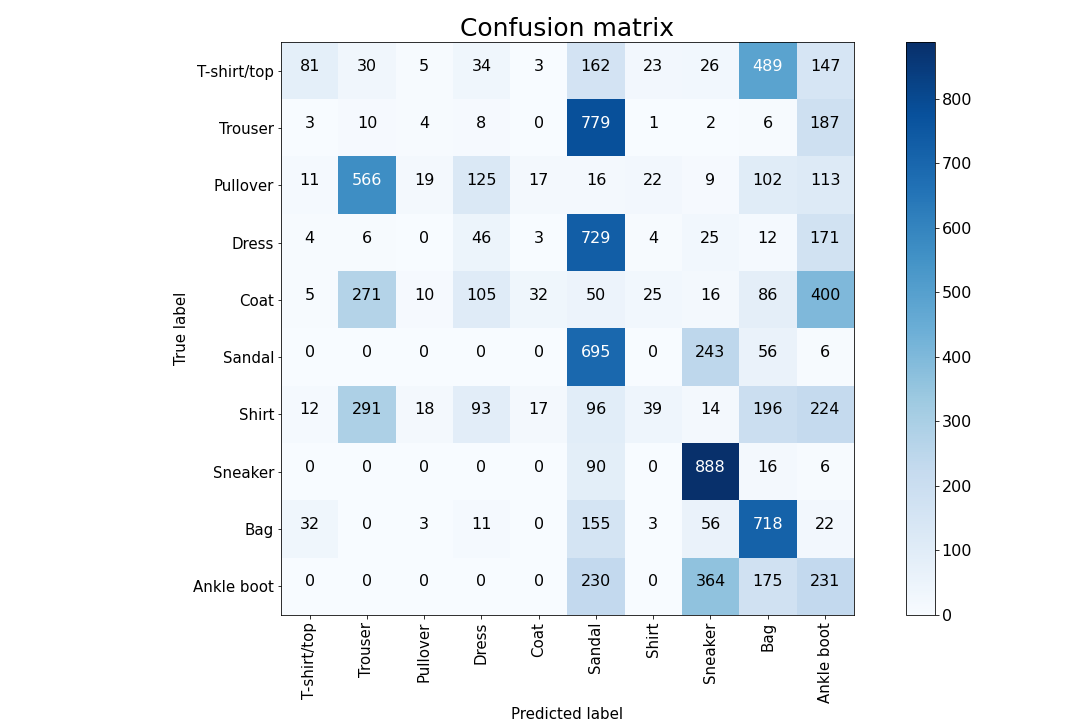 Confusion matrix
True label
T-shirt/top 81 30 5 34 3 162 23 26 489 147
Trouser 3 10 4 8 0 779 1 2 6 187
Pullover 11 566 19 125 17 16 22 9 102 113
Dress 4 6 0 46 3 729 4 25 12 171
Coat 5 271 10 105 32 50 25 16 86 400
Sandal 0 0 0 0 0 695 0 243 56 6
Shirt 12 291 18 93 17 96 39 14 196 224
Sneaker 0 0 0 0 0 90 0 888 16 6
Bag 32 0 3 11 0 155 3 56 718 22
Ankle boot 0 0 0 0 0 230 0 364 175 231
T-shirt/top Trouser Pullover Dress Coat Sandal Shirt Sneaker Bag Ankle boot
Predicted label
800
700
600
500
400
300
200
100
0